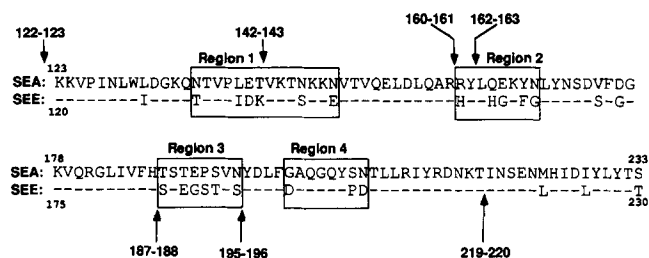 122-123
142-143
160-161
162-163
Region 1
Region 2
123
SEA: KKVPINLWLDGKQNTVPLETVKTNKKNVTVQELDLQARRYLQEKYNLYNSDVFDG
SEE: --------I----T---IDK---S--E-----------H--HG-FG-----S-G-
120
Region 3
Region 4
178
233
SEA: KVQRGLIVFHTSTEPSVNYDLFGAQGQYSNTLLRIYRDNKTINSENMHIDIYLYTS
SEE: ----------S-EGST-S----D-----PD----------------L---L----T
175
230
187-188
195-196
219-220